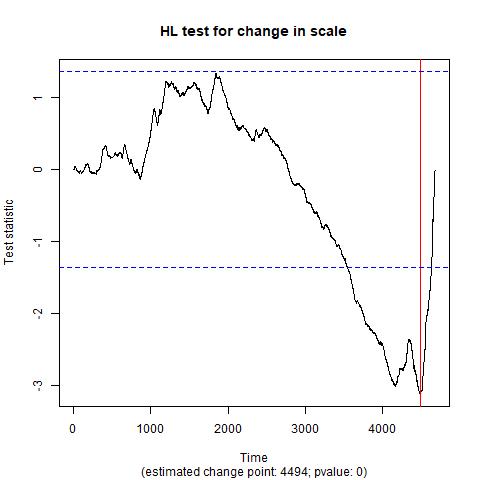 HL test for change in scale
Test statistic
1
0
-1
-2
-3
0 1000 2000 3000 4000
Time
(estimated change point: 4494; pvalue: 0)